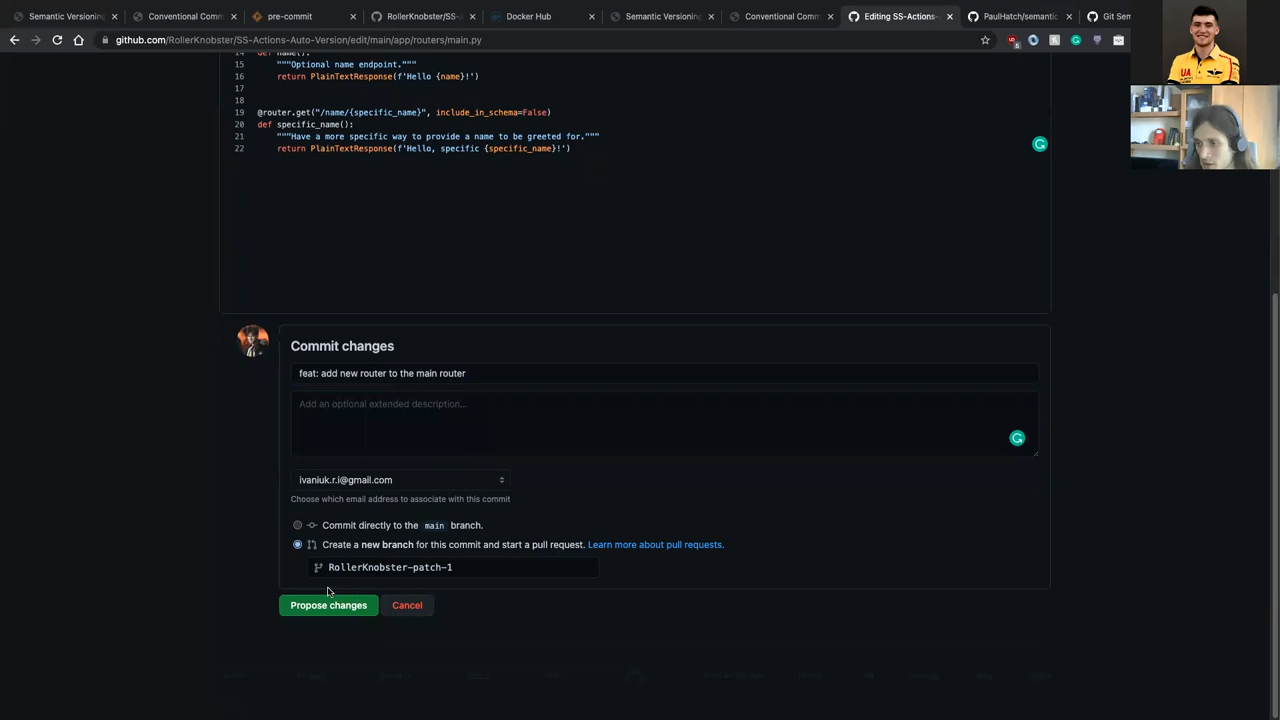 Semantic Versioning
Conventional Comm
pre-commit
RollerKnobster/SS-A
Docker Hub
Semantic Versioning
Conventional Comm
Editing SS-Actions-
PaulHatch/semantic
Git Sem
github.com/RollerKnobster/SS-Actions-Auto-Version/edit/main/app/routers/main.py
14 def name():
15 """Optional name endpoint."""
16 return PlainTextResponse(f'Hello {name}!')
17
18
19 @router.get("/name/{specific_name}", include_in_schema=False)
20 def specific_name():
21 """Have a more specific way to provide a name to be greeted for."""
22 return PlainTextResponse(f'Hello, specific {specific_name}!')
UA
Commit changes
feat: add new router to the main router
Add an optional extended description...
ivaniuk.r.i@gmail.com
Choose which email address to associate with this commit
Commit directly to the main branch.
Create a new branch for this commit and start a pull request. Learn more about pull requests.
RollerKnobster-patch-1
Propose changes
Cancel